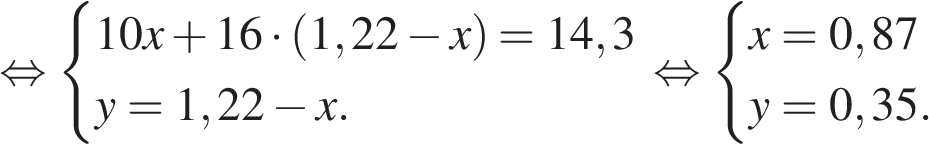 ⇔ { 10x + 16 · (1,22 − x) = 14,3
y = 1,22 − x.
⇔ { x = 0,87
y = 0,35.